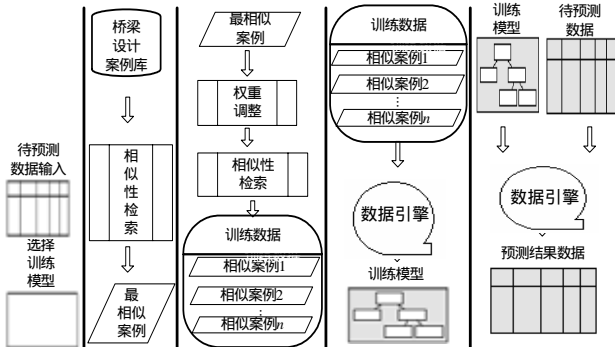 待预测
数据输入
选择
训练
模型
桥梁
设计
案例库
相
似
性
检
索
最
相似
案例
最相似
案例
权重
调整
相似性
检索
训练数据
相似案例1
相似案例2
⋮
相似案例n
训练数据
相似案例1
相似案例2
⋮
相似案例n
数据引擎
训练模型
训练
模型
待预测
数据
数据引擎
预测结果数据